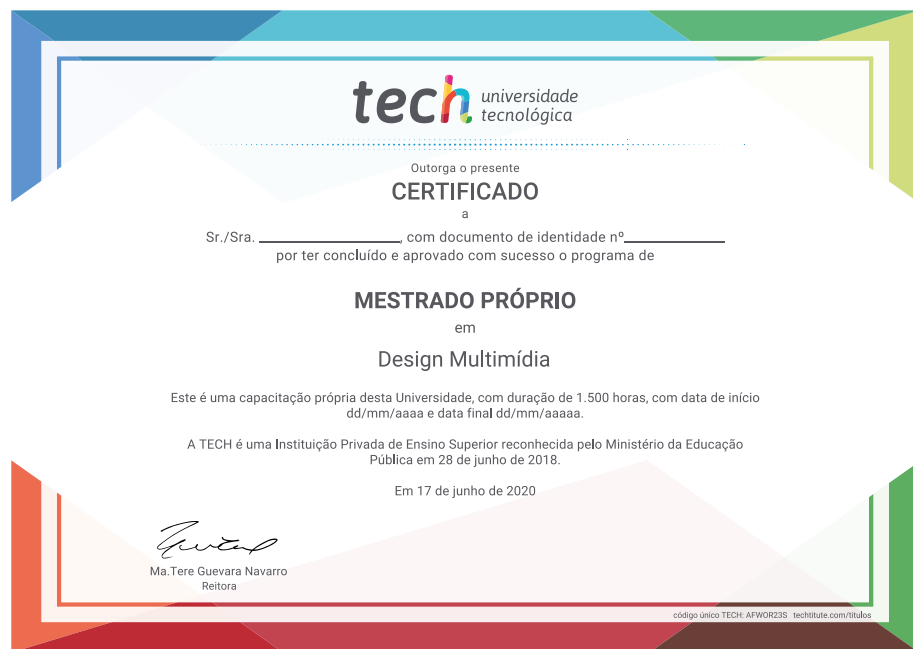 tech universidade
tecnológica
Outorga o presente
CERTIFICADO
a
Sr./Sra. , com documento de identidade nº
por ter concluído e aprovado com sucesso o programa de
MESTRADO PRÓPRIO
em
Design Multimídia
Este é uma capacitação própria desta Universidade, com duração de 1.500 horas, com data de início
dd/mm/aaaa e data final dd/mm/aaaaa.
A TECH é uma Instituição Privada de Ensino Superior reconhecida pelo Ministério da Educação
Pública em 28 de junho de 2018.
Em 17 de junho de 2020
Ma.Tere Guevara Navarro
Reitora
código único TECH: AFWOR23S techtitute.com/titulos